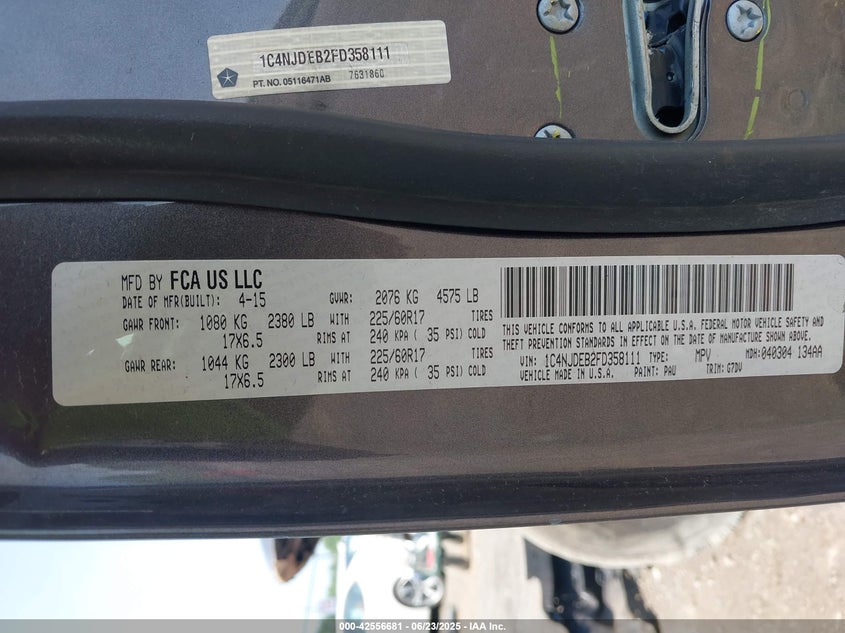 1C4NJDEB2FD358111
PT. NO. 05116471AB 7631860
MFD BY FCA US LLC
DATE OF MFR(BUILT): 4-15 GVWR: 2076 KG 4575 LB
GAWR FRONT: 1080 KG 2380 LB WITH 225/60R17 TIRES
17X6.5 RIMS AT 240 KPA ( 35 PSI) COLD
GAWR REAR: 1044 KG 2300 LB WITH 225/60R17 TIRES
17X6.5 RIMS AT 240 KPA ( 35 PSI) COLD
THIS VEHICLE CONFORMS TO ALL APPLICABLE U.S.A. FEDERAL MOTOR VEHICLE SAFETY AND
THEFT PREVENTION STANDARDS IN EFFECT ON THE DATE OF MANUFACTURE SHOWN ABOVE.
VIN: 1C4NJDEB2FD358111 TYPE: MPV MDH: 040304 134AA
VEHICLE MADE IN U.S.A. PAINT: PAU TRIM: G7DV
000-42556681 - 06/23/2025 - IAA Inc.